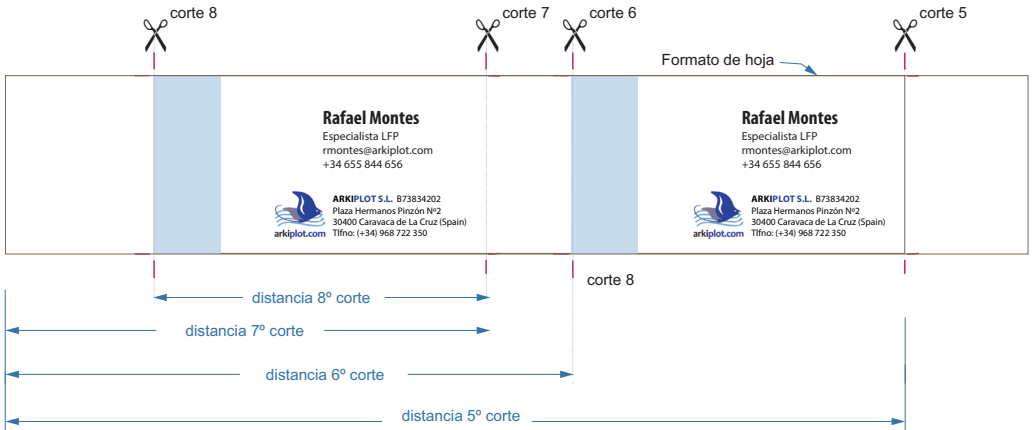 corte 8
corte 7
corte 6
corte 5
Formato de hoja
Rafael Montes
Especialista LFP
rmontes@arkiplot.com
+34 655 844 656
arkiplot.com
ARKIPLOT S.L. B73834202
Plaza Hermanos Pinzón Nº2
30400 Caravaca de La Cruz (Spain)
Tlfno: (+34) 968 722 350
Rafael Montes
Especialista LFP
rmontes@arkiplot.com
+34 655 844 656
arkiplot.com
ARKIPLOT S.L. B73834202
Plaza Hermanos Pinzón Nº2
30400 Caravaca de La Cruz (Spain)
Tlfno: (+34) 968 722 350
corte 8
distancia 8º corte
distancia 7º corte
distancia 6º corte
distancia 5º corte